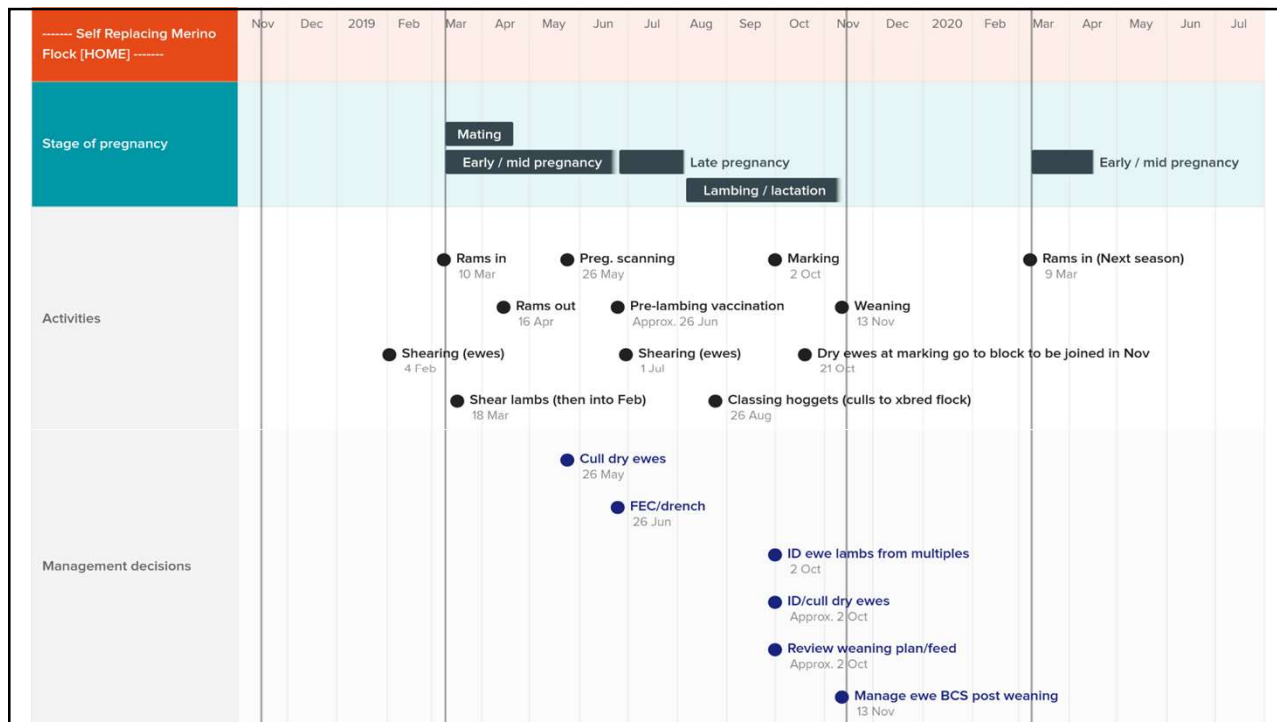 ------- Self Replacing Merino
Flock [HOME] -------
Nov Dec 2019 Feb Mar Apr May Jun Jul Aug Sep Oct Nov Dec 2020 Feb Mar Apr May Jun Jul
Stage of pregnancy
Mating
Early / mid pregnancy
Late pregnancy
Early / mid pregnancy
Lambing / lactation
Activities
Rams in
10 Mar
Preg. scanning
26 May
Marking
2 Oct
Rams in (Next season)
9 Mar
Rams out
16 Apr
Pre-lambing vaccination
Approx. 26 Jun
Weaning
13 Nov
Shearing (ewes)
4 Feb
Shearing (ewes)
1 Jul
Dry ewes at marking go to block to be joined in Nov
21 Oct
Shear lambs (then into Feb)
18 Mar
Classing hoggets (culls to xbred flock)
26 Aug
Management decisions
Cull dry ewes
26 May
FEC/drench
26 Jun
ID ewe lambs from multiples
2 Oct
ID/cull dry ewes
Approx. 2 Oct
Review weaning plan/feed
Approx. 2 Oct
Manage ewe BCS post weaning
13 Nov